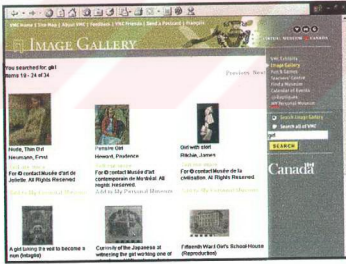 VMC Home | Site Map | About VMC | Feedback | VMC Friends | Send a Postcard | Français
IMAGE GALLERY
VIRTUAL MUSEUM CANADA
You searched for: girl
Items 19 - 24 of 34
Previous Next
VMC Exhibits
Image Gallery
Fun & Games
Teachers' Centre
Find a Museum
Calendar of Events
My Personal Museum
Search Image Gallery
Search all of VMC
girl
SEARCH
Canada
Nude, Thin Girl
Neumann, Ernst
For © contact Musée d'art de
Joliette. All Rights Reserved.
Add to My Personal Museum
Pensive Girl
Heward, Prudence
For © contact Musée d'art
contemporain de Montréal. All
Rights Reserved.
Add to My Personal Museum
Girl with
Ritchie, James
For © contact Musée de la
civilisation. All Rights Reserved.
Add to My Personal Museum
A girl taking the veil to become a
nun (Intaglio)
Curiosity of the Japanese at
witnessing the girl working one of
Fifteenth Ward Girl's School-House
(Reproduction)